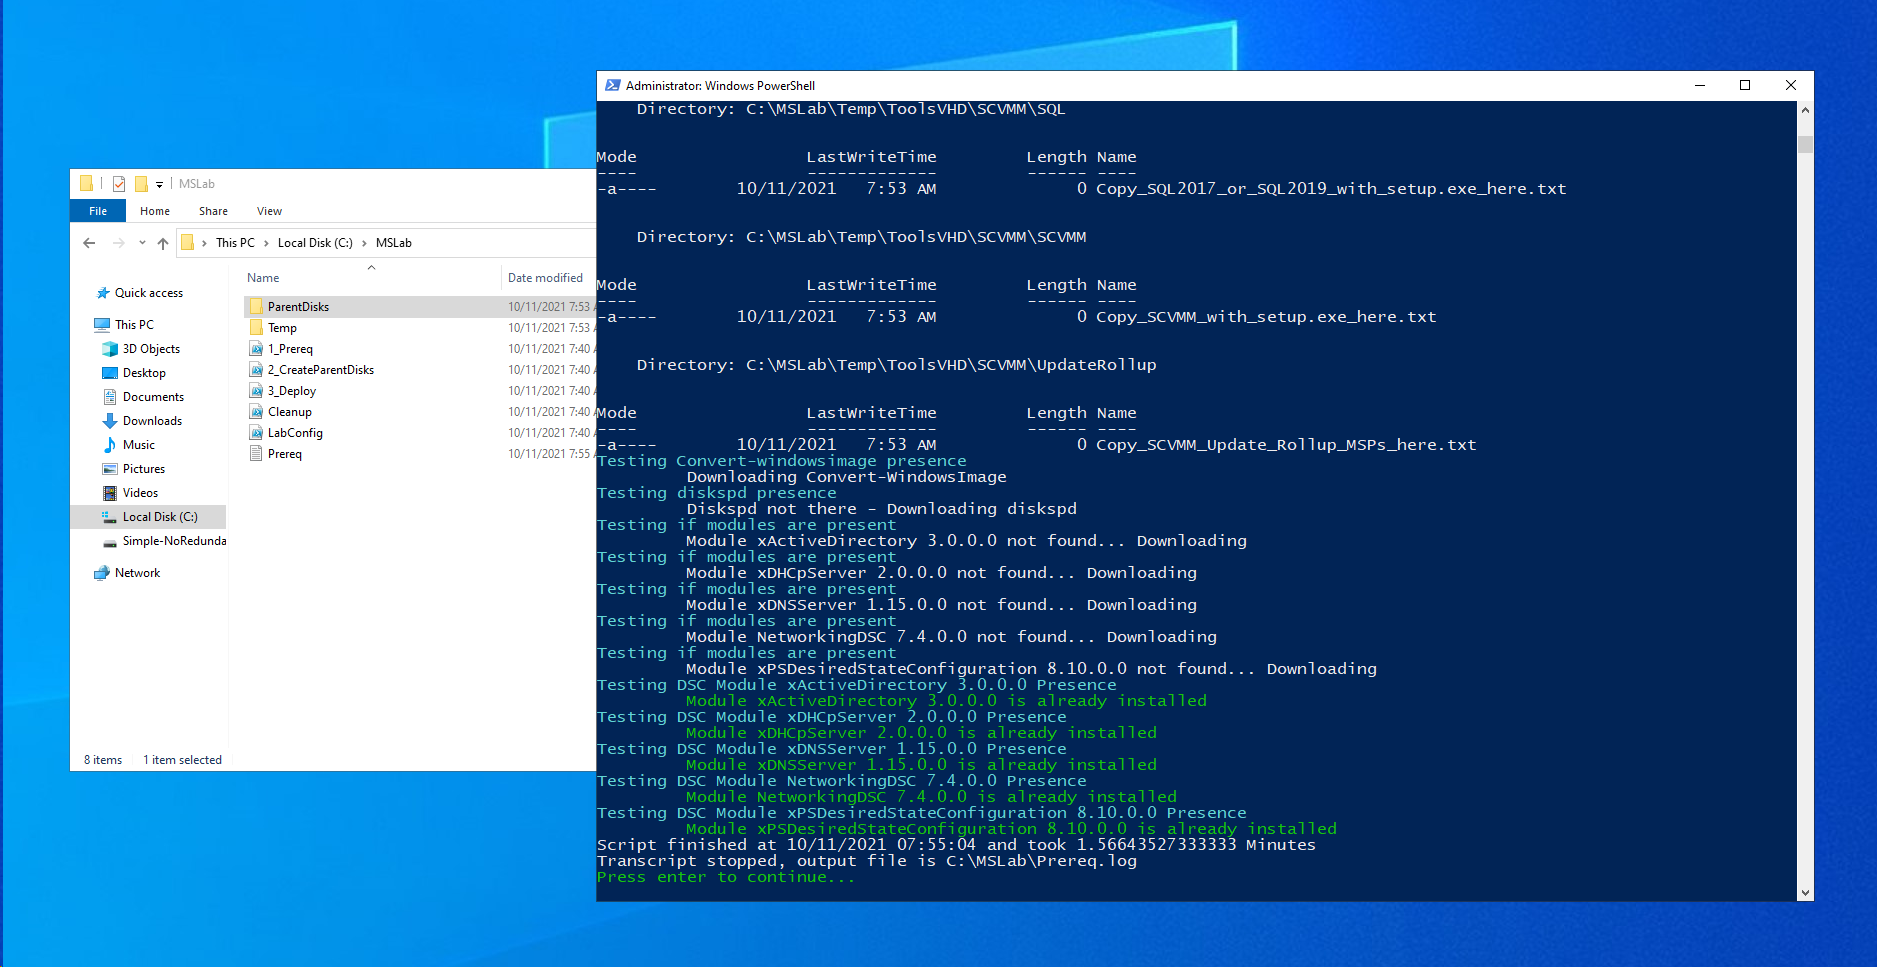 MSLab
File Home Share View
This PC Local Disk (C:) MSLab
Name Date modified
Quick access
This PC
3D Objects
Desktop
Documents
Downloads
Music
Pictures
Videos
Local Disk (C:)
Simple-NoRedunda
Network
ParentDisks 10/11/2021 7:53 A
Temp 10/11/2021 7:53 A
1_Prereq 10/11/2021 7:40 A
2_CreateParentDisks 10/11/2021 7:40 A
3_Deploy 10/11/2021 7:40 A
Cleanup 10/11/2021 7:40 A
LabConfig 10/11/2021 7:40 A
Prereq 10/11/2021 7:55 A
8 items 1 item selected
Administrator: Windows PowerShell
Directory: C:\MSLab\Temp\ToolsVHD\SCVMM\SQL
Mode LastWriteTime Length Name
---- ------------- ------ ----
-a---- 10/11/2021 7:53 AM 0 Copy_SQL2017_or_SQL2019_with_setup.exe_here.txt
Directory: C:\MSLab\Temp\ToolsVHD\SCVMM\SCVMM
Mode LastWriteTime Length Name
---- ------------- ------ ----
-a---- 10/11/2021 7:53 AM 0 Copy_SCVMM_with_setup.exe_here.txt
Directory: C:\MSLab\Temp\ToolsVHD\SCVMM\UpdateRollup
Mode LastWriteTime Length Name
---- ------------- ------ ----
-a---- 10/11/2021 7:53 AM 0 Copy_SCVMM_Update_Rollup_MSPs_here.txt
Testing Convert-windowsimage presence
Downloading Convert-WindowsImage
Testing diskspd presence
Diskspd not there - Downloading diskspd
Testing if modules are present
Module xActiveDirectory 3.0.0.0 not found... Downloading
Testing if modules are present
Module xDHCpServer 2.0.0.0 not found... Downloading
Testing if modules are present
Module xDNSServer 1.15.0.0 not found... Downloading
Testing if modules are present
Module NetworkingDSC 7.4.0.0 not found... Downloading
Testing if modules are present
Module xPSDesiredStateConfiguration 8.10.0.0 not found... Downloading
Testing DSC Module xActiveDirectory 3.0.0.0 Presence
Module xActiveDirectory 3.0.0.0 is already installed
Testing DSC Module xDHCpServer 2.0.0.0 Presence
Module xDHCpServer 2.0.0.0 is already installed
Testing DSC Module xDNSServer 1.15.0.0 Presence
Module xDNSServer 1.15.0.0 is already installed
Testing DSC Module NetworkingDSC 7.4.0.0 Presence
Module NetworkingDSC 7.4.0.0 is already installed
Testing DSC Module xPSDesiredStateConfiguration 8.10.0.0 Presence
Module xPSDesiredStateConfiguration 8.10.0.0 is already installed
Script finished at 10/11/2021 07:55:04 and took 1.56643527333333 Minutes
Transcript stopped, output file is C:\MSLab\Prereq.log
Press enter to continue...